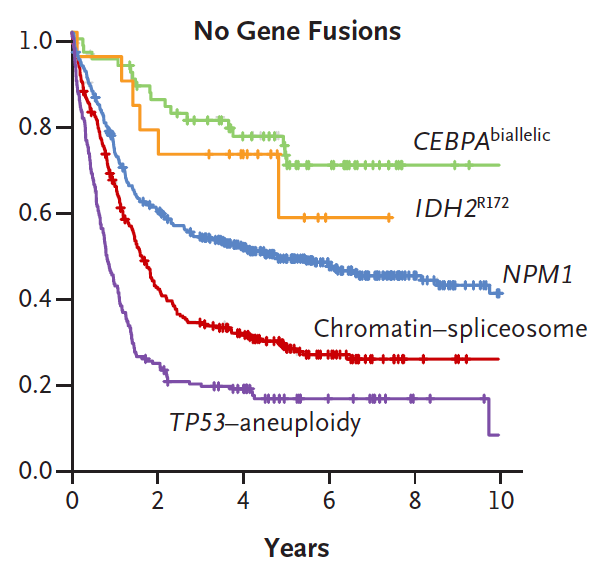 No Gene Fusions
1.0
0.8
0.6
0.4
0.2
0.0
CEBPAbiallelic
IDH2R172
NPM1
Chromatin–spliceosome
TP53–aneuploidy
0 2 4 6 8 10
Years